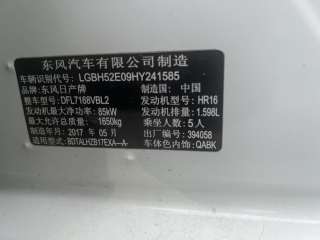 东风汽车有限公司制造
车辆识别代号：LGBH52E09HY241585
品牌：东风日产牌 制造国：中国
整车型号：DFL7168VBL2 发动机型号：HR16
发动机最大净功率：85kW 发动机排量：1.598L
最大允许总质量：1650kg 乘坐人数：5人
制造年月：2017年05月 出厂编号：394058
型式：BDTALHZB17EXA—A- 车体色内饰：QABK